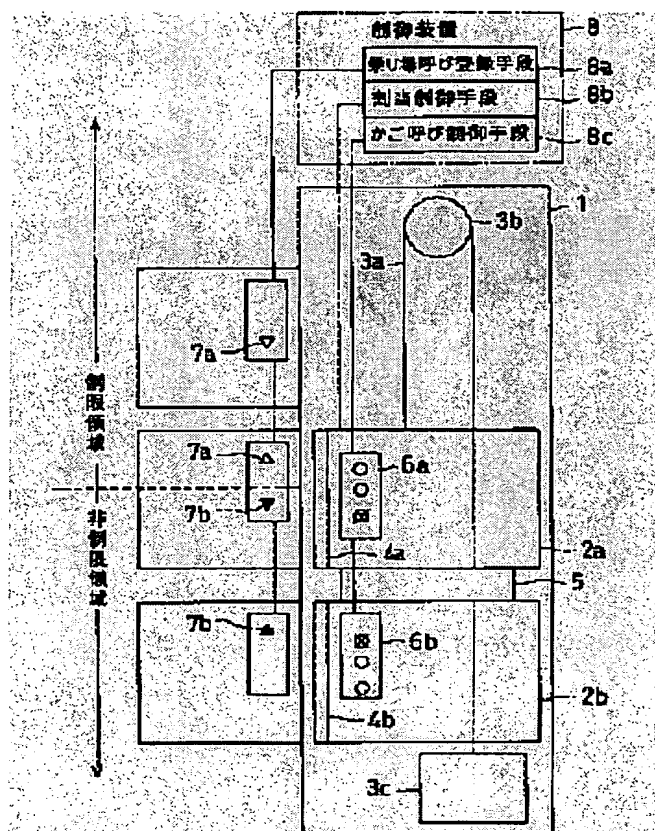 制御装置
8
乗り場呼び登録手段
8a
割当制御手段
8b
かご呼び制御手段
8c
1
3b
3a
7a
制限領域
7a
6a
7b
非制限領域
4a
2a
5
7b
6b
2b
4b
3c